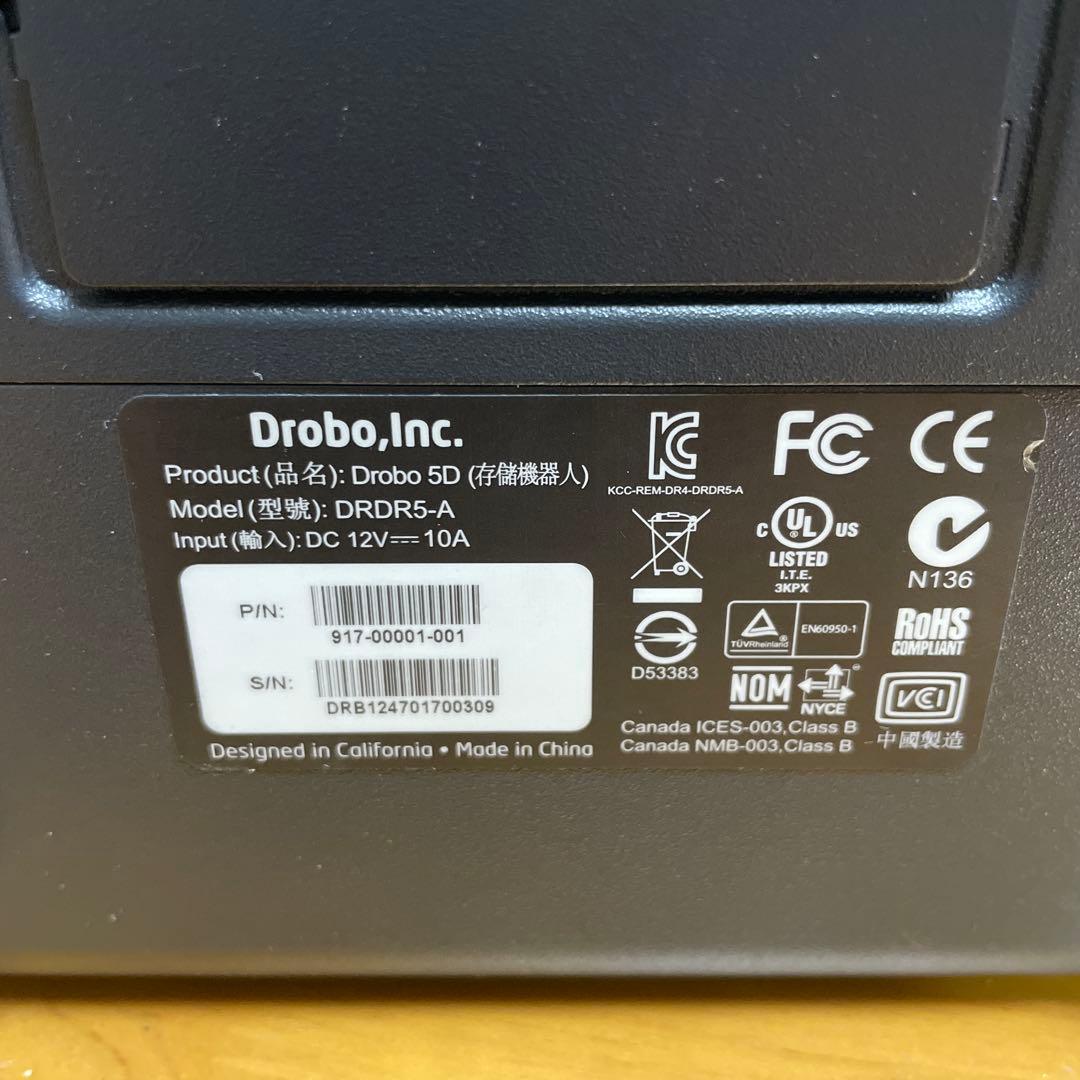 Drobo,Inc.
Product(品名): Drobo 5D (存儲機器人)
Model(型號): DRDR5-A
Input(輸入): DC 12V⎓10A
P/N:
917-00001-001
S/N:
DRB124701700309
Designed in California • Made in China
KC
KCC-REM-DR4-DRDR5-A
FC
CE
C UL US
LISTED
I.T.E.
3KPX
N136
D53383
TÜVRheinland®
EN60950-1
RoHS
COMPLIANT
NOM
NYCE
VCI
Canada ICES-003,Class B
Canada NMB-003,Class B
中國製造